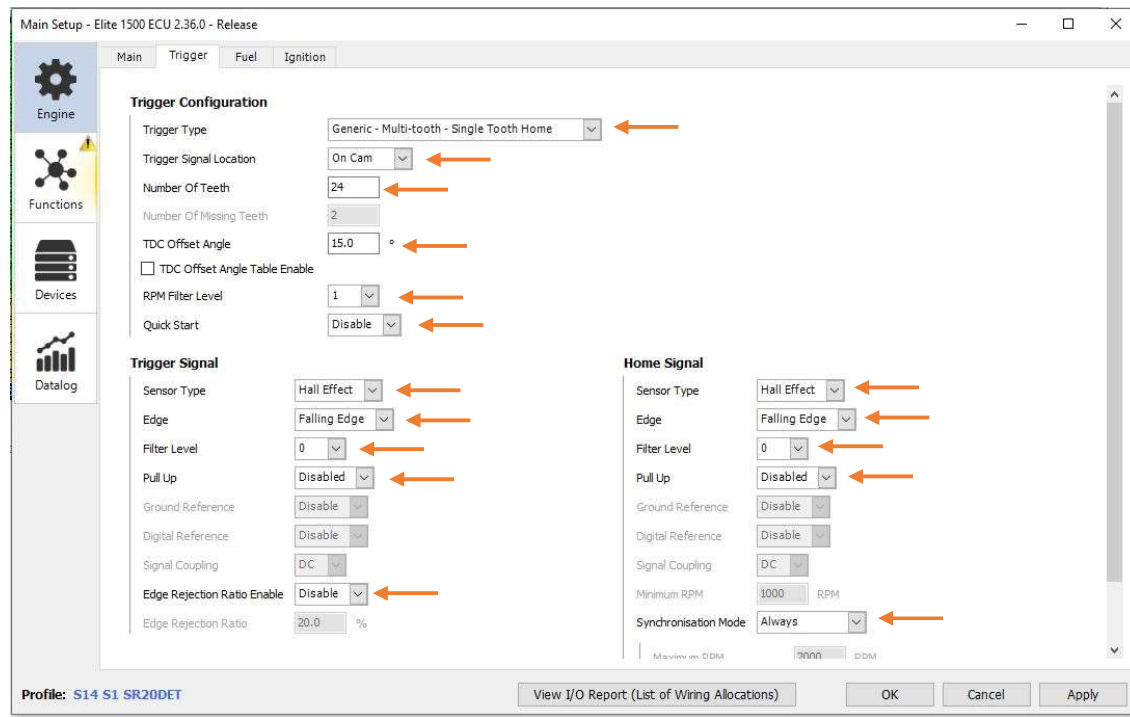 Main Setup - Elite 1500 ECU 2.36.0 - Release
Main Trigger Fuel Ignition
Engine
Functions
Devices
Datalog
Trigger Configuration
Trigger Type Generic - Multi-tooth - Single Tooth Home
Trigger Signal Location On Cam
Number Of Teeth 24
Number Of Missing Teeth 2
TDC Offset Angle 15.0 °
TDC Offset Angle Table Enable
RPM Filter Level 1
Quick Start Disable
Trigger Signal
Sensor Type Hall Effect
Edge Falling Edge
Filter Level 0
Pull Up Disabled
Ground Reference Disable
Digital Reference Disable
Signal Coupling DC
Edge Rejection Ratio Enable Disable
Edge Rejection Ratio 20.0 %
Home Signal
Sensor Type Hall Effect
Edge Falling Edge
Filter Level 0
Pull Up Disabled
Ground Reference Disable
Digital Reference Disable
Signal Coupling DC
Minimum RPM 1000 RPM
Synchronisation Mode Always
Maximum RPM 2000 RPM
Profile: S14 S1 SR20DET
View I/O Report (List of Wiring Allocations) OK Cancel Apply